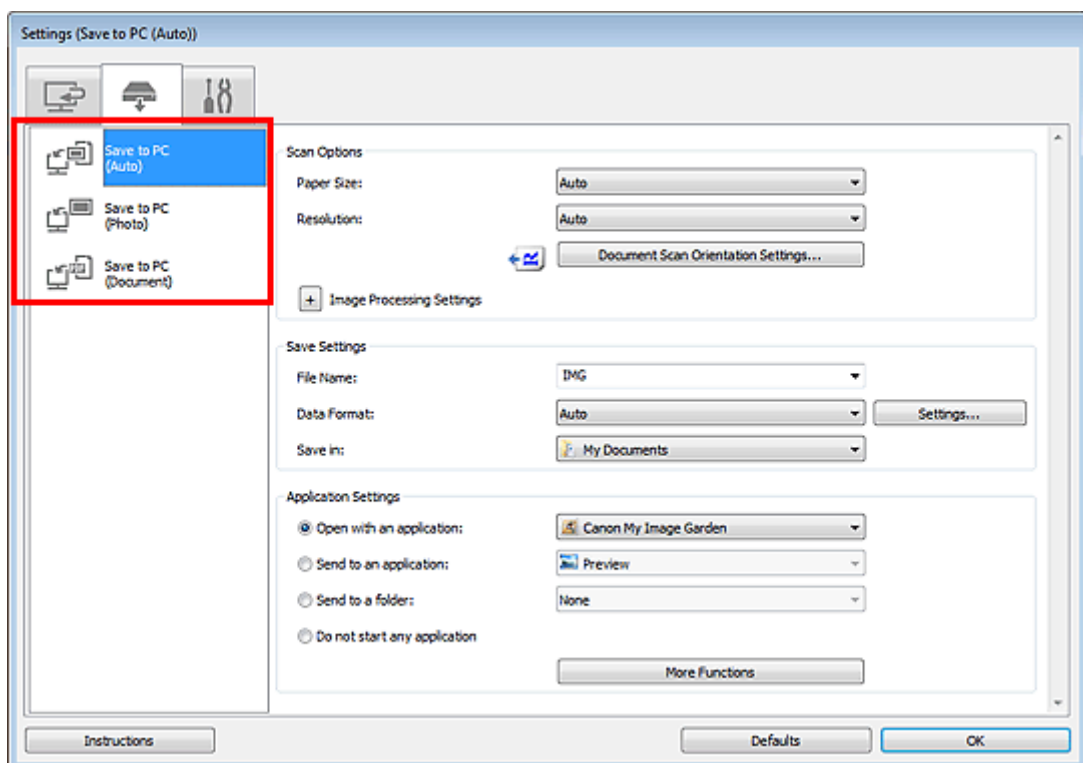 Settings (Save to PC (Auto))
Save to PC
(Auto)
Save to PC
(Photo)
Save to PC
(Document)
Scan Options
Paper Size: Auto
Resolution: Auto
Document Scan Orientation Settings...
+ Image Processing Settings
Save Settings
File Name: IMG
Data Format: Auto Settings...
Save in: My Documents
Application Settings
Open with an application: Canon My Image Garden
Send to an application: Preview
Send to a folder: None
Do not start any application
More Functions
Instructions Defaults OK